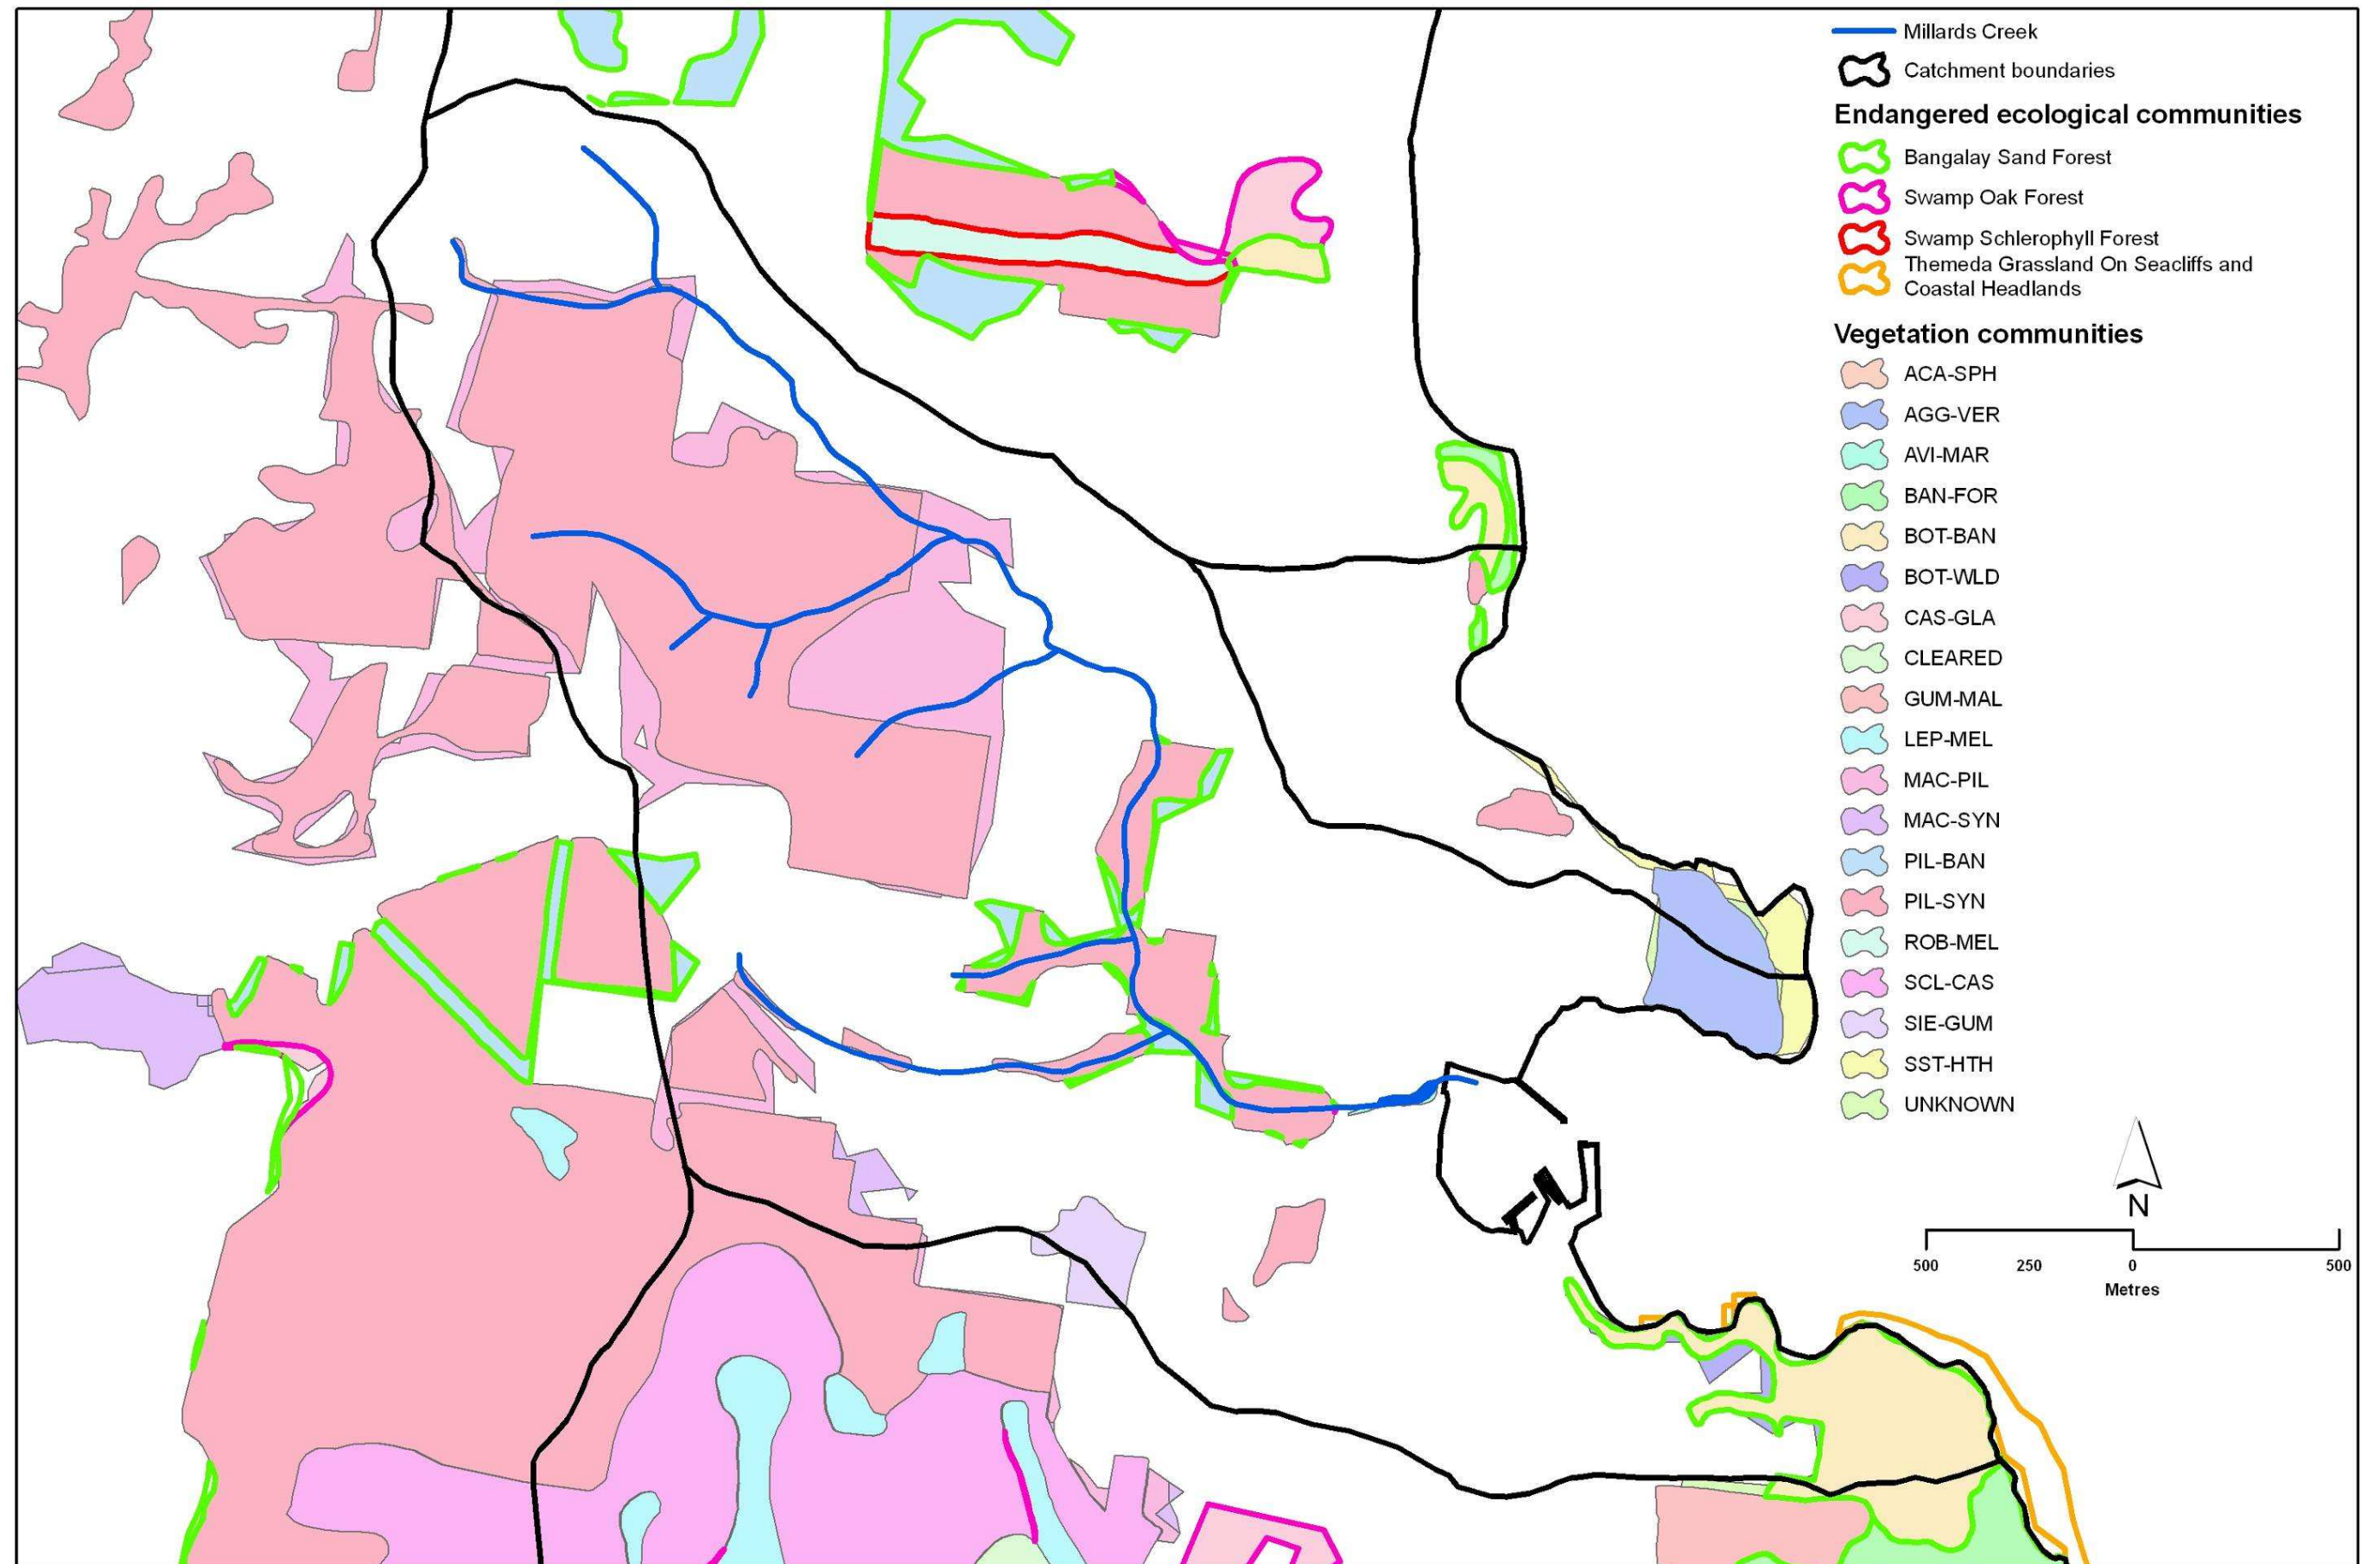 Millards Creek
Catchment boundaries
Endangered ecological communities
Bangalay Sand Forest
Swamp Oak Forest
Swamp Schlerophyll Forest
Themeda Grassland On Seacliffs and
Coastal Headlands
Vegetation communities
ACA-SPH
AGG-VER
AVI-MAR
BAN-FOR
BOT-BAN
BOT-WLD
CAS-GLA
CLEARED
GUM-MAL
LEP-MEL
MAC-PIL
MAC-SYN
PIL-BAN
PIL-SYN
ROB-MEL
SCL-CAS
SIE-GUM
SST-HTH
UNKNOWN
N
500 250 0 500
Metres